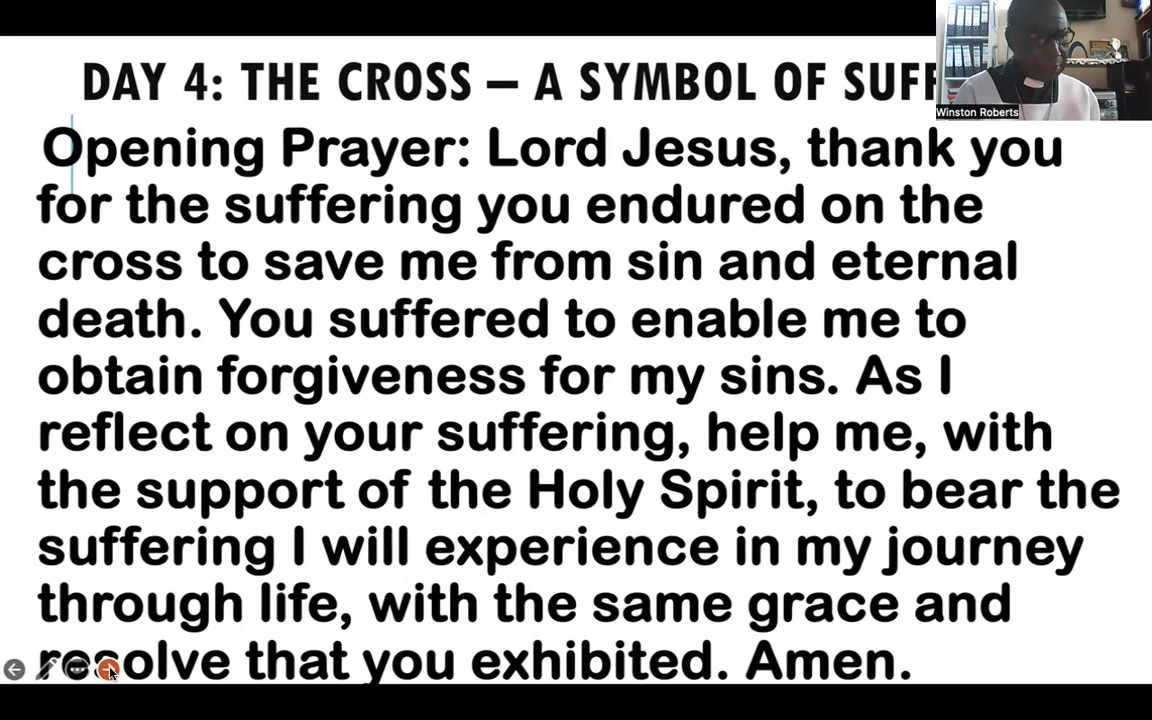 DAY 4: THE CROSS – A SYMBOL OF
Winston Roberts
Opening Prayer: Lord Jesus, thank you
for the suffering you endured on the
cross to save me from sin and eternal
death. You suffered to enable me to
obtain forgiveness for my sins. As I
reflect on your suffering, help me, with
the support of the Holy Spirit, to bear the
suffering I will experience in my journey
through life, with the same grace and
resolve that you exhibited. Amen.